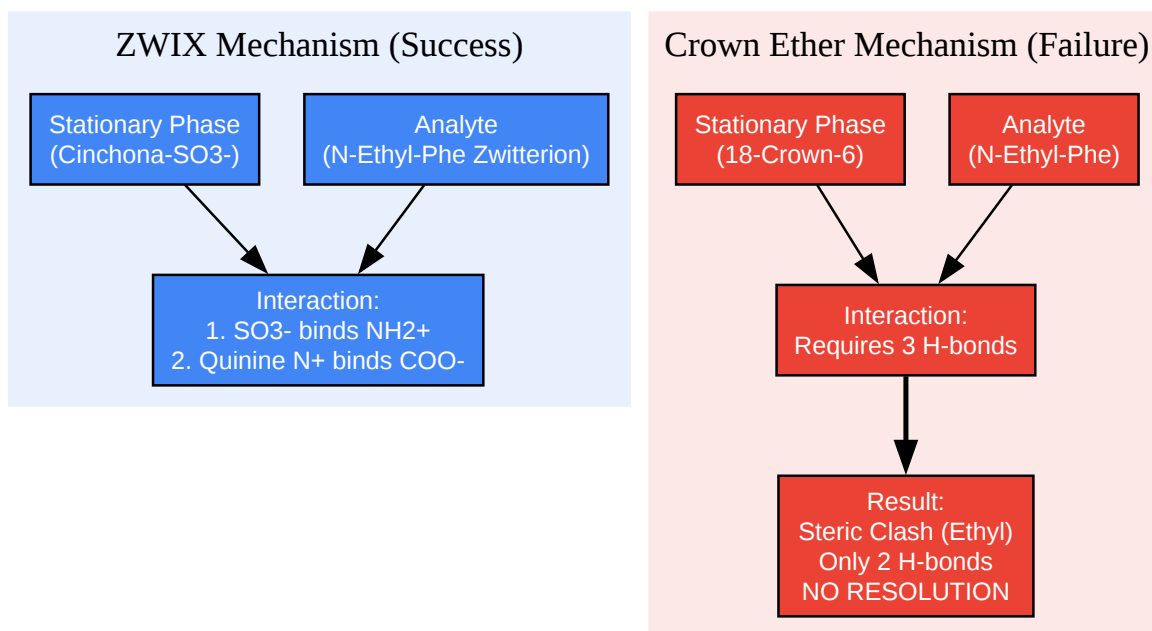 ZWIX Mechanism (Success)
Stationary Phase
(Cinchona-SO3-)
Analyte
(N-Ethyl-Phe Zwitterion)
Interaction:
1. SO3- binds NH2+
2. Quinine N+ binds COO-
Crown Ether Mechanism (Failure)
Stationary Phase
(18-Crown-6)
Analyte
(N-Ethyl-Phe)
Interaction:
Requires 3 H-bonds
Result:
Steric Clash (Ethyl)
Only 2 H-bonds
NO RESOLUTION